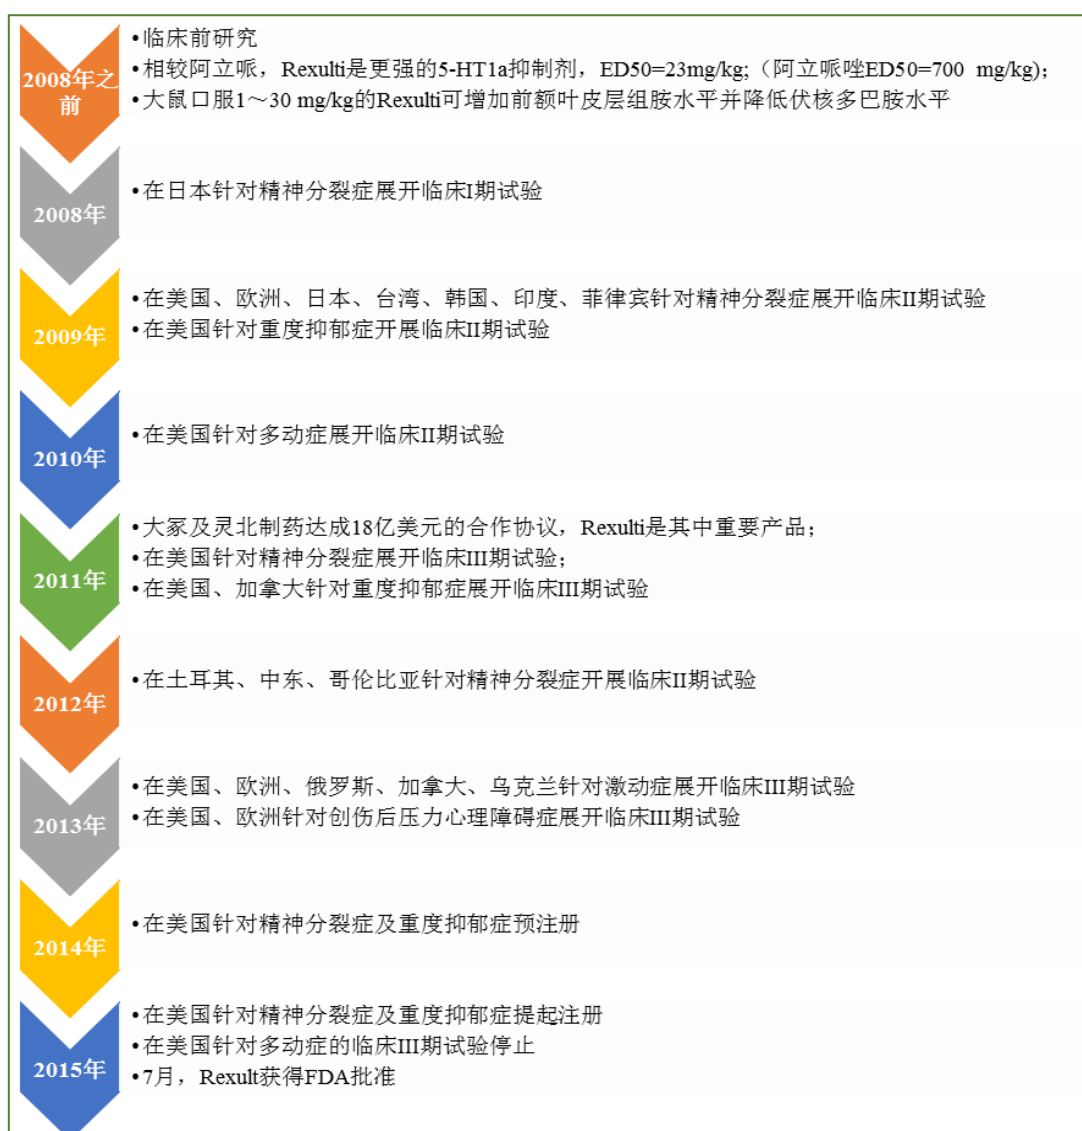 2008年之
前
•临床前研究
•相较阿立哌，Rexulti是更强的5-HT1a抑制剂，ED50=23mg/kg;（阿立哌唑ED50=700 mg/kg)；
•大鼠口服1～30 mg/kg的Rexulti可增加前额叶皮层组胺水平并降低伏核多巴胺水平
2008年
•在日本针对精神分裂症展开临床I期试验
2009年
•在美国、欧洲、日本、台湾、韩国、印度、菲律宾针对精神分裂症展开临床II期试验
•在美国针对重度抑郁症开展临床II期试验
2010年
•在美国针对多动症展开临床II期试验
2011年
•大冢及灵北制药达成18亿美元的合作协议，Rexulti是其中重要产品；
•在美国针对精神分裂症展开临床III期试验；
•在美国、加拿大针对重度抑郁症展开临床III期试验
2012年
•在土耳其、中东、哥伦比亚针对精神分裂症开展临床II期试验
2013年
•在美国、欧洲、俄罗斯、加拿大、乌克兰针对激动症展开临床III期试验
•在美国、欧洲针对创伤后压力心理障碍症展开临床III期试验
2014年
•在美国针对精神分裂症及重度抑郁症预注册
2015年
•在美国针对精神分裂症及重度抑郁症提起注册
•在美国针对多动症的临床III期试验停止
•7月，Rexult获得FDA批准